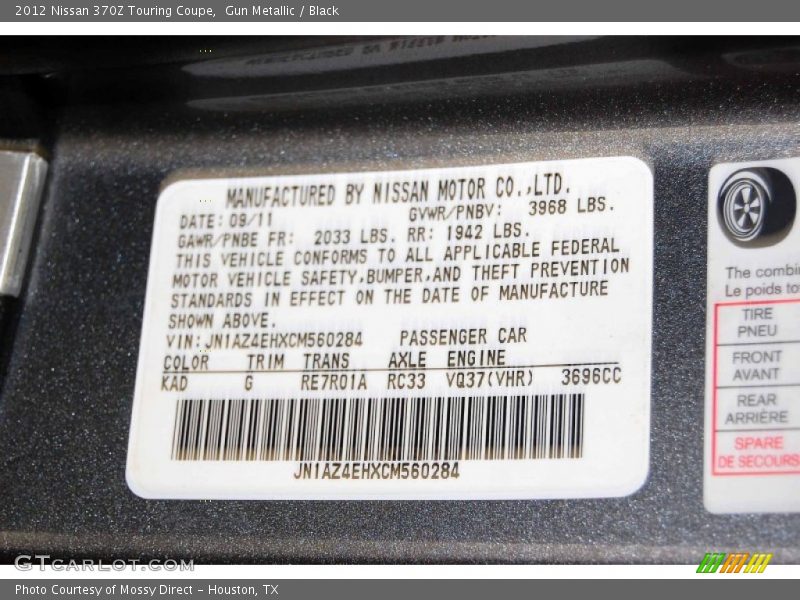 2012 Nissan 370Z Touring Coupe, Gun Metallic / Black
MANUFACTURED BY NISSAN MOTOR CO.,LTD.
DATE: 09/11 GVWR/PNBV: 3968 LBS.
GAWR/PNBE FR: 2033 LBS. RR: 1942 LBS.
THIS VEHICLE CONFORMS TO ALL APPLICABLE FEDERAL
MOTOR VEHICLE SAFETY,BUMPER,AND THEFT PREVENTION
STANDARDS IN EFFECT ON THE DATE OF MANUFACTURE
SHOWN ABOVE.
VIN: JN1AZ4EHXCM560284 PASSENGER CAR
COLOR TRIM TRANS AXLE ENGINE
KAD G RE7R01A RC33 VQ37(VHR) 3696CC
JN1AZ4EHXCM560284
The combi
Le poids to
TIRE
PNEU
FRONT
AVANT
REAR
ARRIÈRE
SPARE
DE SECOURS
GTCARLOT.COM
Photo Courtesy of Mossy Direct – Houston, TX